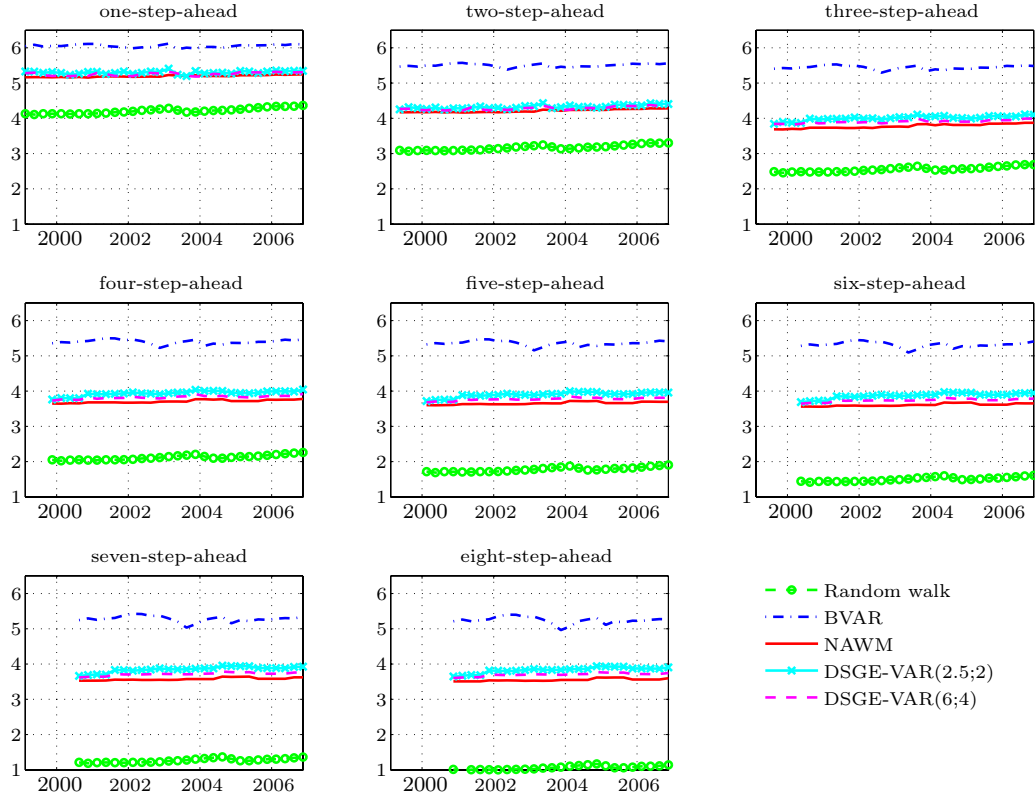 one-step-ahead
6
5
4
3
2
1
2000 2002 2004 2006
two-step-ahead
6
5
4
3
2
1
2000 2002 2004 2006
three-step-ahead
6
5
4
3
2
1
2000 2002 2004 2006
four-step-ahead
6
5
4
3
2
1
2000 2002 2004 2006
five-step-ahead
6
5
4
3
2
1
2000 2002 2004 2006
six-step-ahead
6
5
4
3
2
1
2000 2002 2004 2006
seven-step-ahead
6
5
4
3
2
1
2000 2002 2004 2006
eight-step-ahead
6
5
4
3
2
1
2000 2002 2004 2006
Random walk
BVAR
NAWM
DSGE-VAR(2.5;2)
DSGE-VAR(6;4)